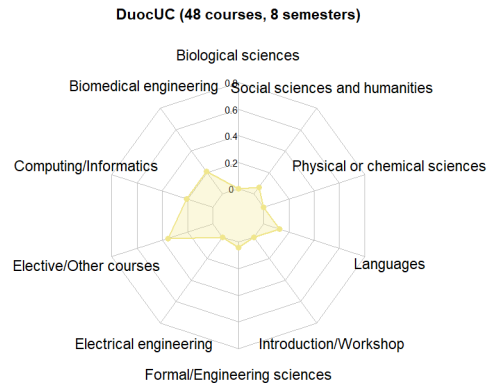 DuocUC (48 courses, 8 semesters)
Biological sciences
0.8
Biomedical engineering
Social sciences and humanities
0.6
0.4
Computing/Informatics
0.2
Physical or chemical sciences
0
Elective/Other courses
Languages
Electrical engineering
Introduction/Workshop
Formal/Engineering sciences